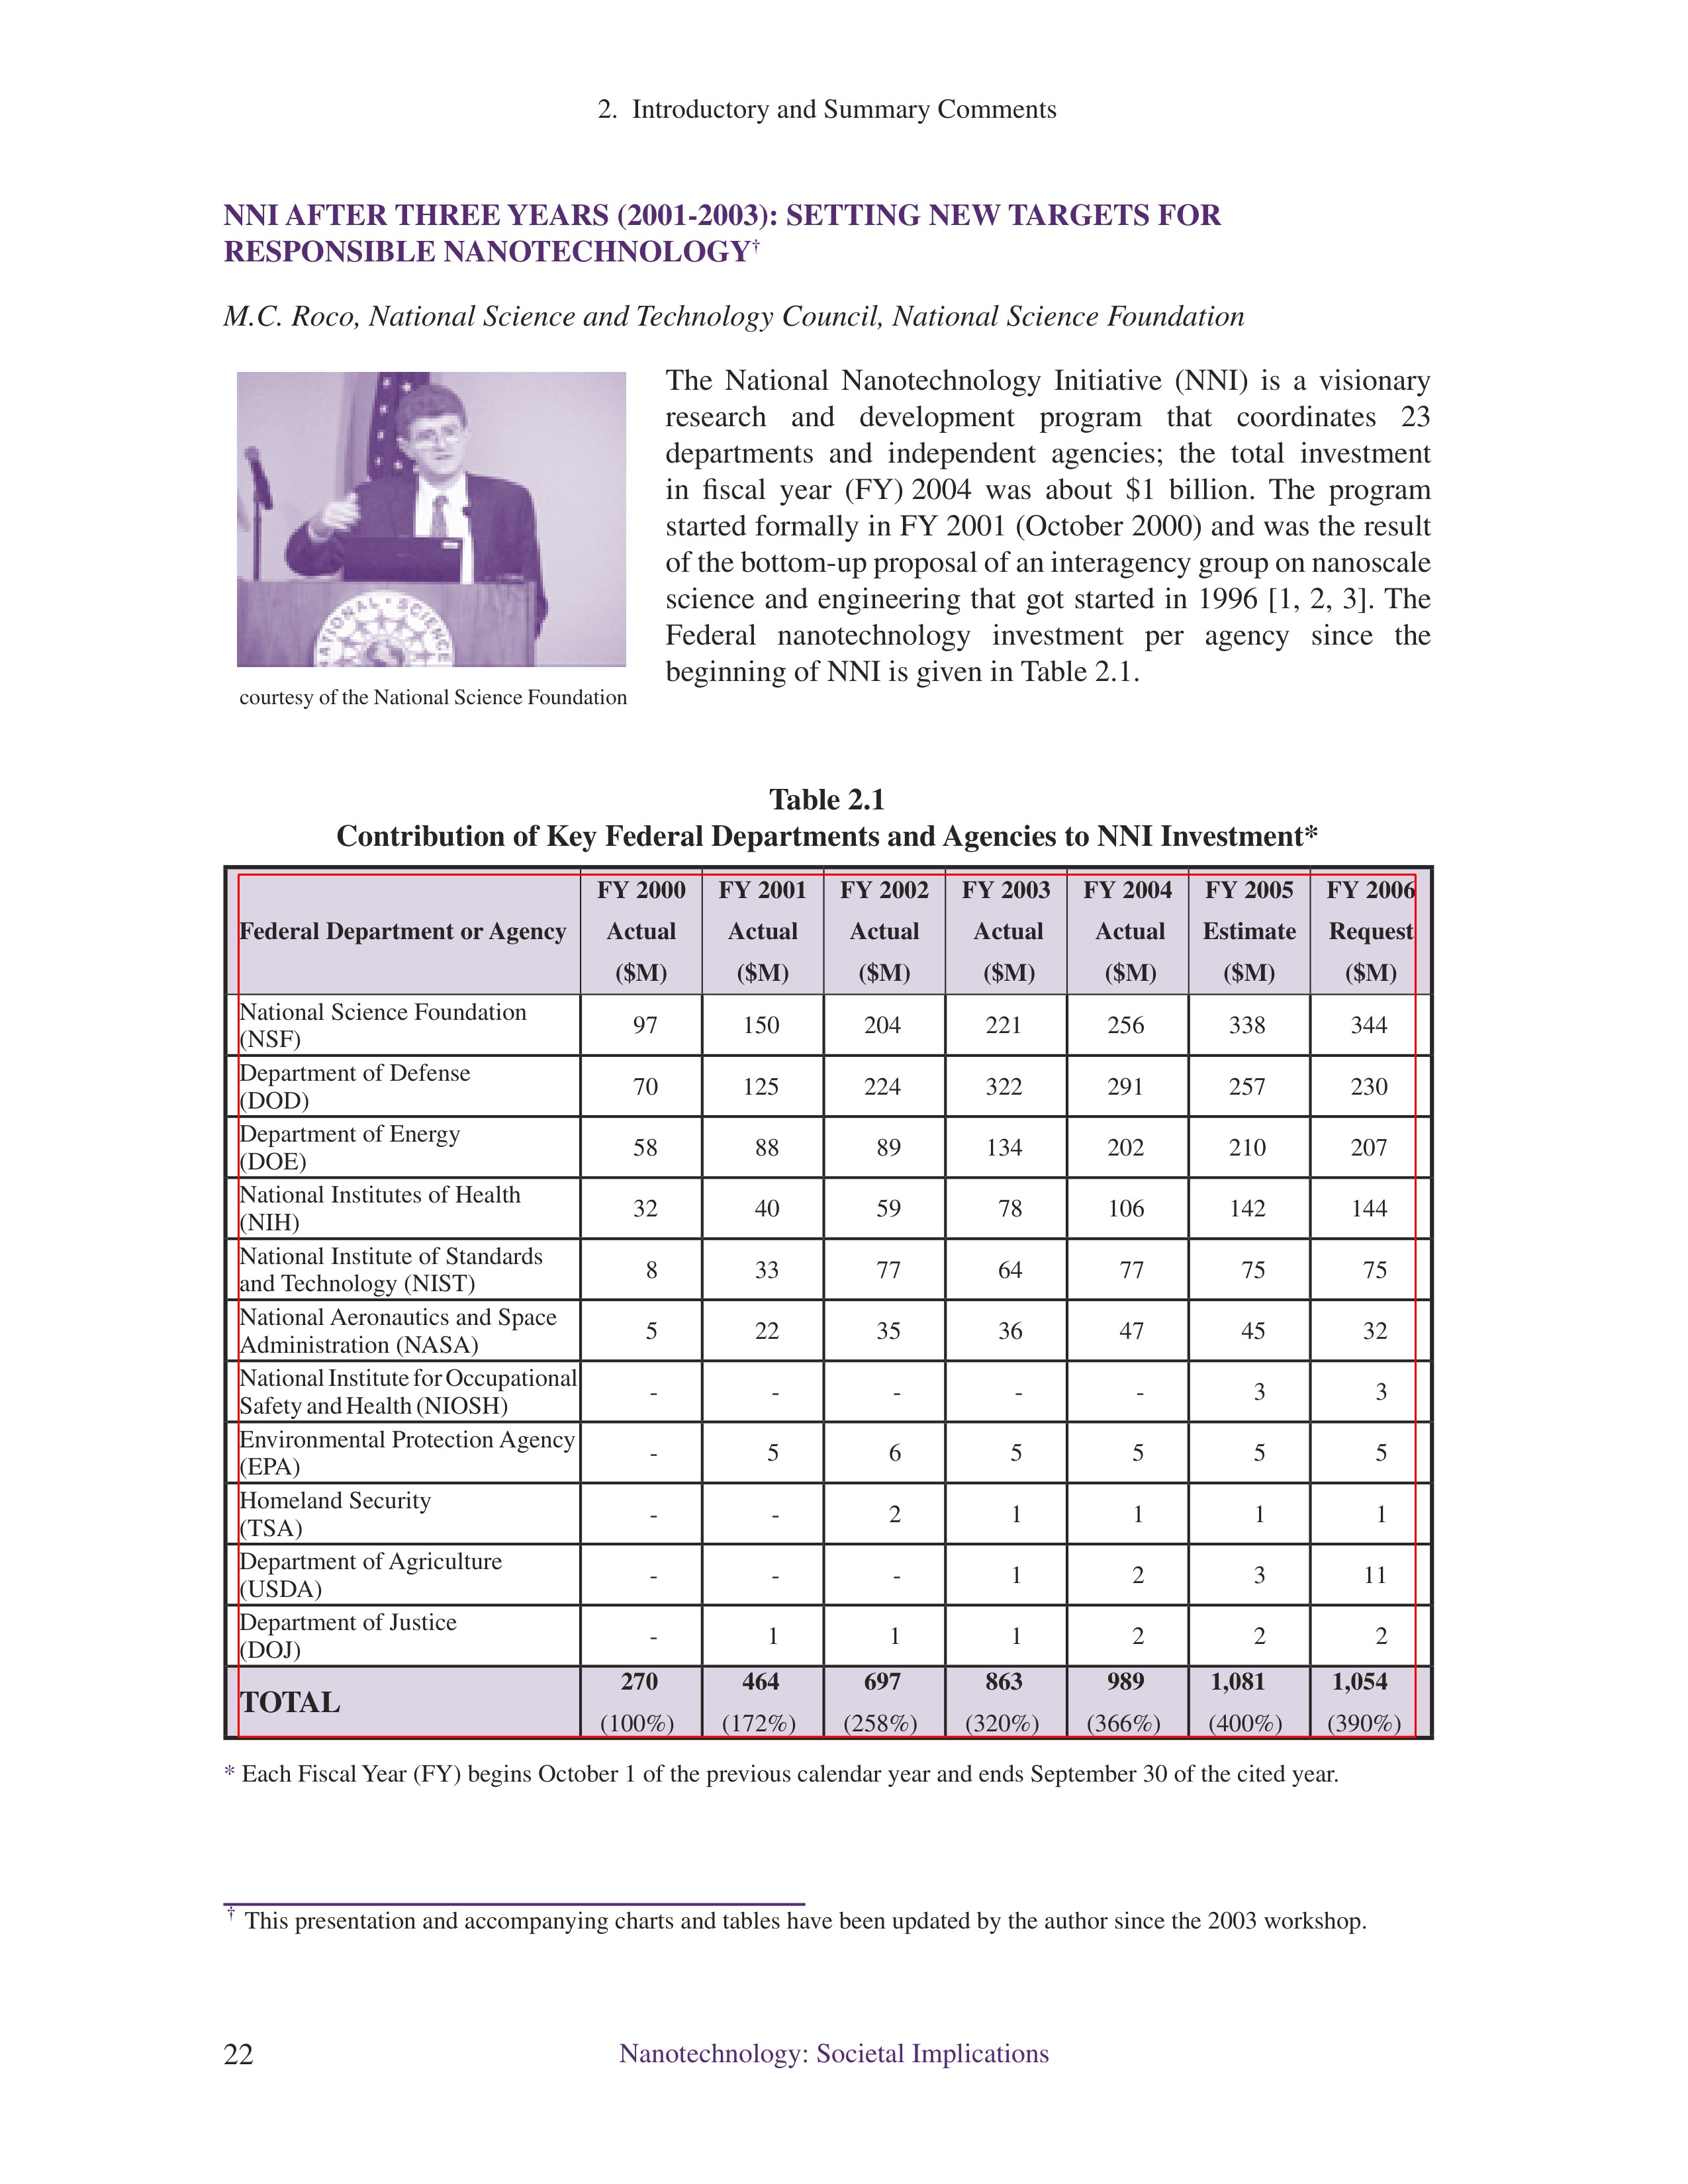 2. Introductory and Summary Comments
NNI AFTER THREE YEARS (2001-2003): SETTING NEW TARGETS FOR
RESPONSIBLE NANOTECHNOLOGY†
M.C. Roco, National Science and Technology Council, National Science Foundation
The National Nanotechnology Initiative (NNI) is a visionary
research and development program that coordinates 23
departments and independent agencies; the total investment
in fiscal year (FY) 2004 was about $1 billion. The program
started formally in FY 2001 (October 2000) and was the result
of the bottom-up proposal of an interagency group on nanoscale
science and engineering that got started in 1996 [1, 2, 3]. The
Federal nanotechnology investment per agency since the
beginning of NNI is given in Table 2.1.
NATIONAL SCIENCE
courtesy of the National Science Foundation
Table 2.1
Contribution of Key Federal Departments and Agencies to NNI Investment*
Federal Department or Agency FY 2000 Actual ($M) FY 2001 Actual ($M) FY 2002 Actual ($M) FY 2003 Actual ($M) FY 2004 Actual ($M) FY 2005 Estimate ($M) FY 2006 Request ($M)
National Science Foundation (NSF) 97 150 204 221 256 338 344
Department of Defense (DOD) 70 125 224 322 291 257 230
Department of Energy (DOE) 58 88 89 134 202 210 207
National Institutes of Health (NIH) 32 40 59 78 106 142 144
National Institute of Standards and Technology (NIST) 8 33 77 64 77 75 75
National Aeronautics and Space Administration (NASA) 5 22 35 36 47 45 32
National Institute for Occupational Safety and Health (NIOSH) - - - - - 3 3
Environmental Protection Agency (EPA) - 5 6 5 5 5 5
Homeland Security (TSA) - - 2 1 1 1 1
Department of Agriculture (USDA) - - - 1 2 3 11
Department of Justice (DOJ) - 1 1 1 2 2 2
TOTAL 270 (100%) 464 (172%) 697 (258%) 863 (320%) 989 (366%) 1,081 (400%) 1,054 (390%)
* Each Fiscal Year (FY) begins October 1 of the previous calendar year and ends September 30 of the cited year.
† This presentation and accompanying charts and tables have been updated by the author since the 2003 workshop.
22 Nanotechnology: Societal Implications